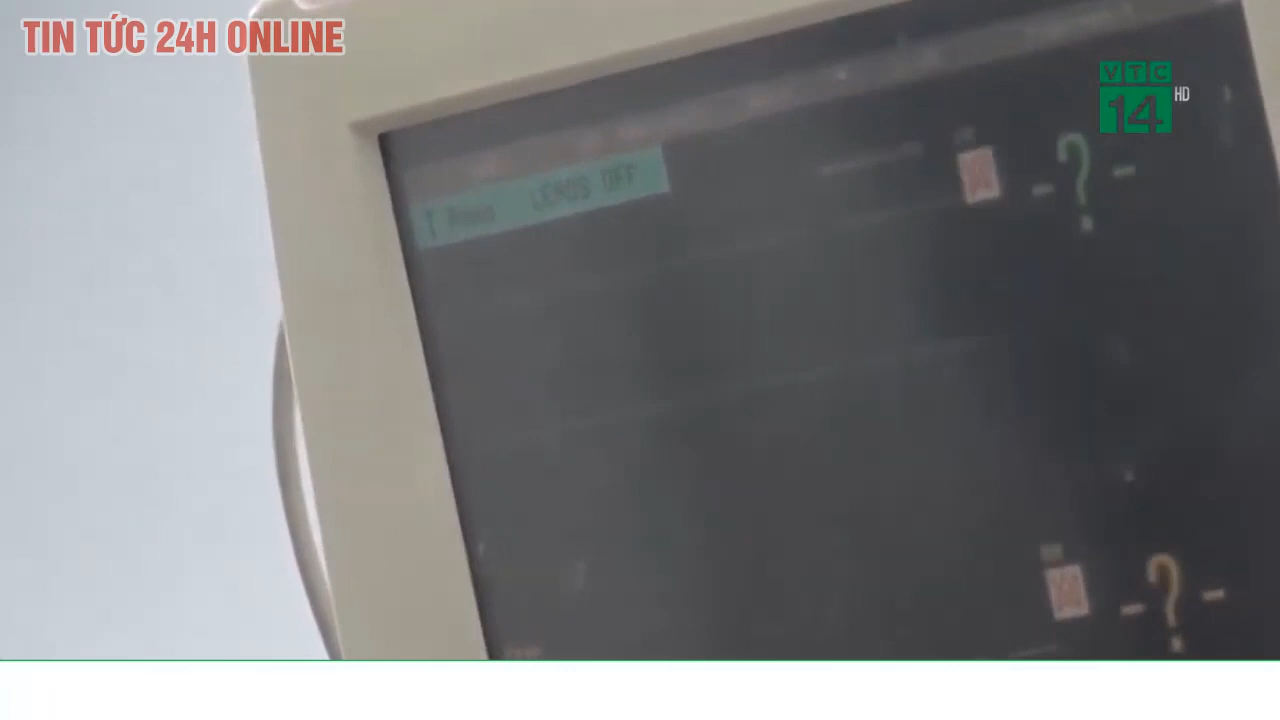 TIN TỨC 24H ONLINE
VTC
14 HD
LEADS OFF
-?-
-?-